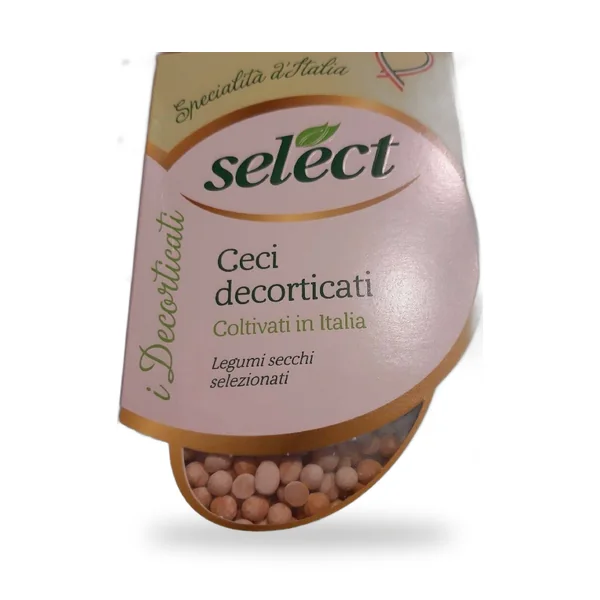 Specialità d'Italia
select
i Decorticati
Ceci
decorticati
Coltivati in Italia
Legumi secchi
selezionati